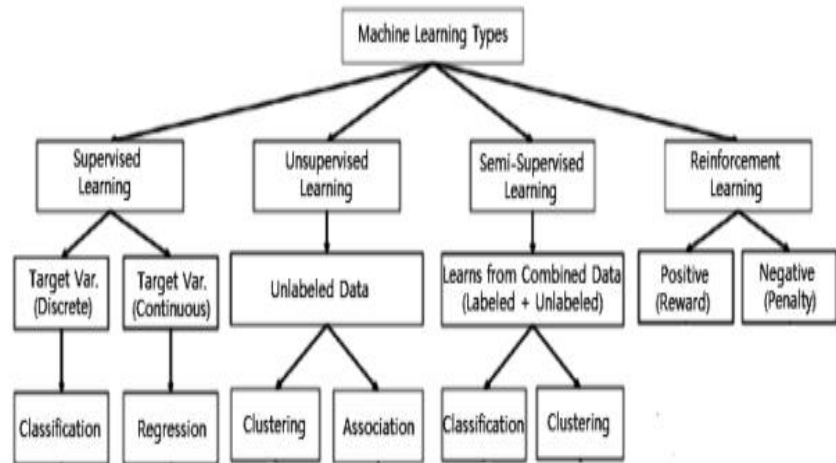 Machine Learning Types
Supervised
Learning
Unsupervised
Learning
Semi-Supervised
Learning
Reinforcement
Learning
Target Var.
(Discrete)
Target Var.
(Continuous)
Unlabeled Data
Learns from Combined Data
(Labeled + Unlabeled)
Positive
(Reward)
Negative
(Penalty)
Classification
Regression
Clustering
Association
Classification
Clustering